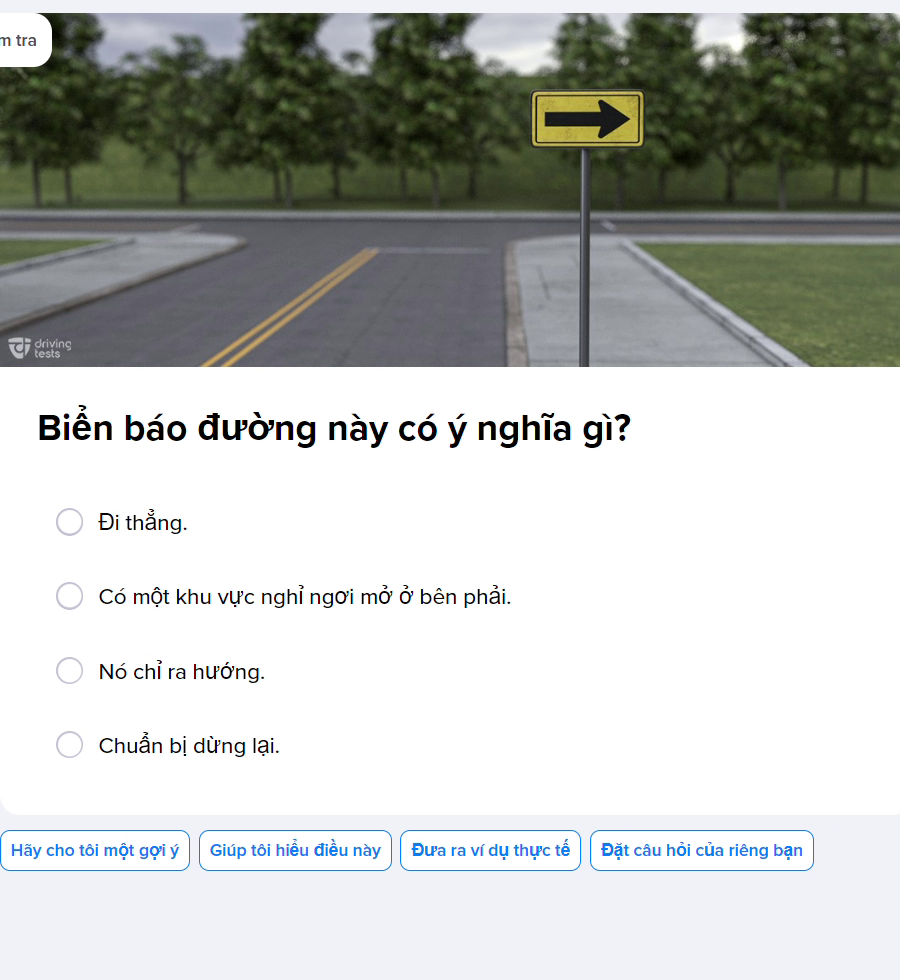 m tra
driving
tests
Biển báo đường này có ý nghĩa gì?
Đi thẳng.
Có một khu vực nghỉ ngơi mở ở bên phải.
Nó chỉ ra hướng.
Chuẩn bị dừng lại.
Hãy cho tôi một gợi ý
Giúp tôi hiểu điều này
Đưa ra ví dụ thực tế
Đặt câu hỏi của riêng bạn